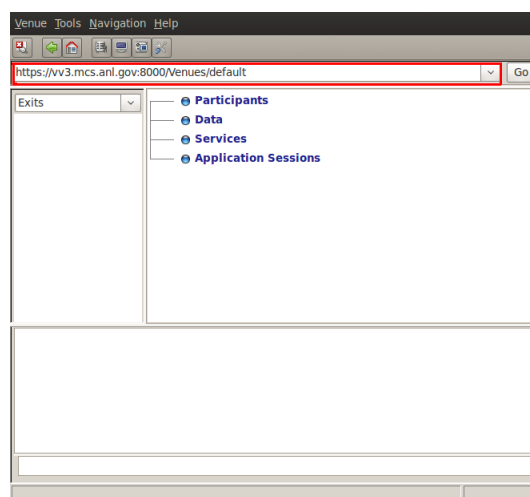 Venue Tools Navigation Help
https://vv3.mcs.anl.gov:8000/Venues/default Go
Exits
Participants
Data
Services
Application Sessions